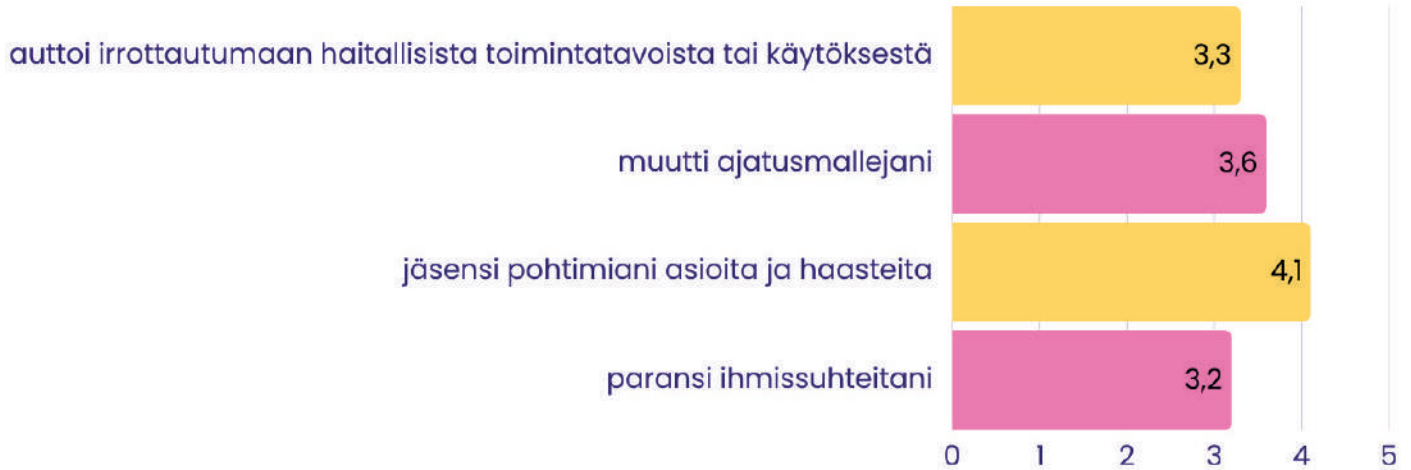 auttoi irrottautumaan haitallisista toimintatavoista tai käytöksestä
3,3
muutti ajatusmallejani
3,6
jäsensi pohtimiani asioita ja haasteita
4,1
paransi ihmissuhteitani
3,2
0 1 2 3 4 5